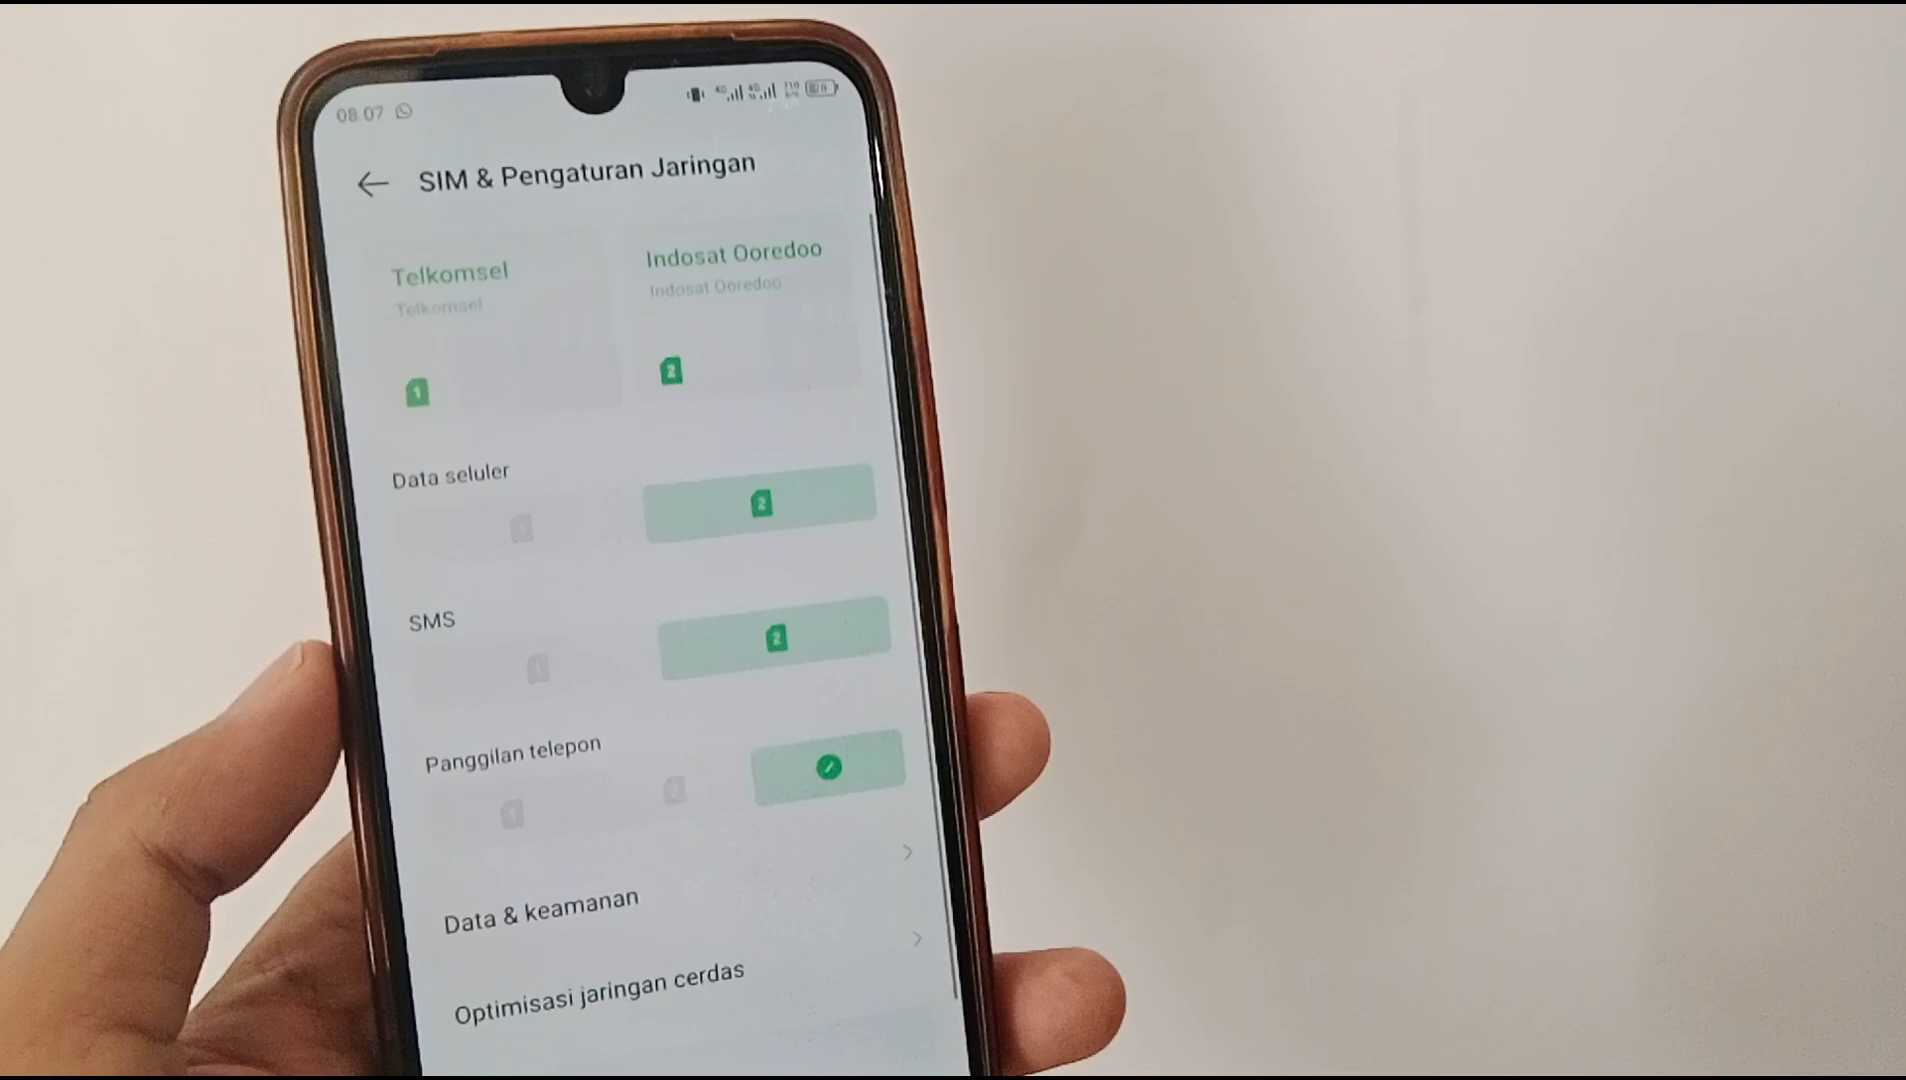 08.07
SIM & Pengaturan Jaringan
Telkomsel
Telkomsel
1
Indosat Ooredoo
Indosat Ooredoo
2
Data seluler
1
2
SMS
1
2
Panggilan telepon
1
2
Data & keamanan
Optimisasi jaringan cerdas